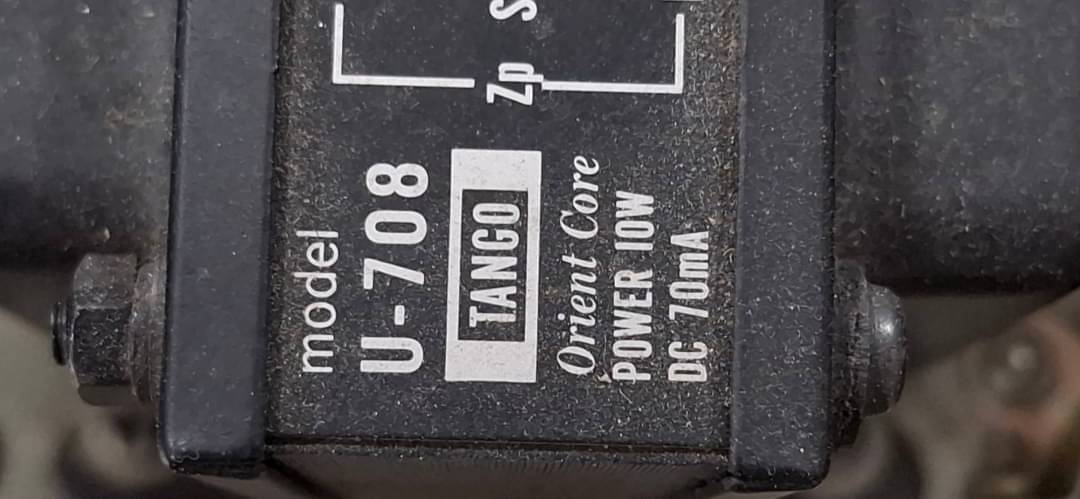 Zp S
model
U-708
TANGO
Orient Core
POWER 10W
DC 70mA